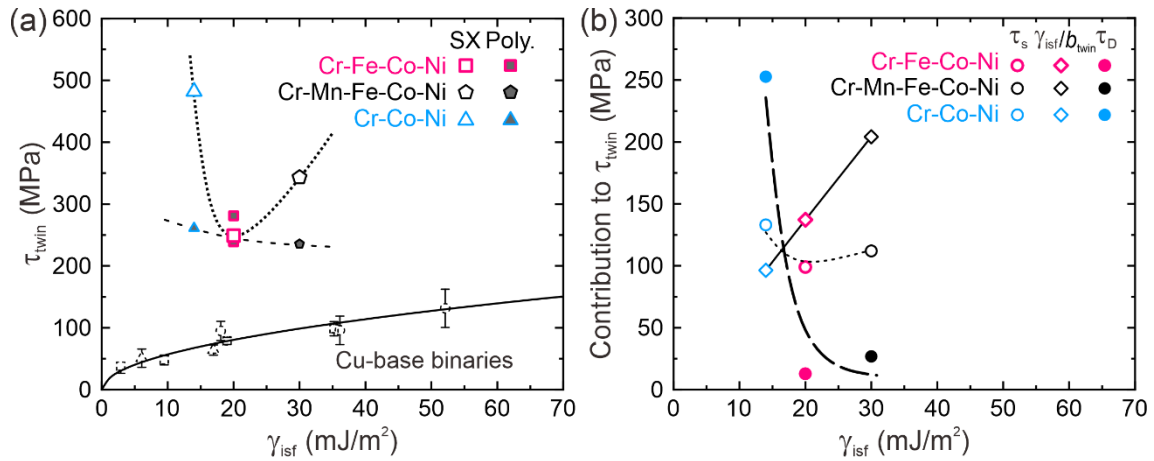 (a)
600
500
400
300
200
100
0
τtwin (MPa)
SX Poly.
Cr-Fe-Co-Ni
Cr-Mn-Fe-Co-Ni
Cr-Co-Ni
Cu-base binaries
0 10 20 30 40 50 60 70
γisf (mJ/m²)
(b)
300
250
200
150
100
50
0
Contribution to τtwin (MPa)
τs γisf/btwin τD
Cr-Fe-Co-Ni
Cr-Mn-Fe-Co-Ni
Cr-Co-Ni
0 10 20 30 40 50 60 70
γisf (mJ/m²)